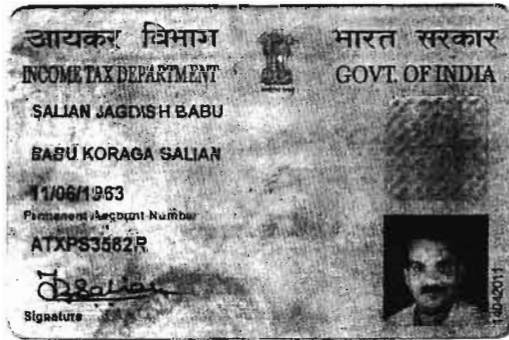 आयकर विभाग
भारत सरकार
INCOME TAX DEPARTMENT
GOVT. OF INDIA
SALIAN JAGDISH BABU
BABU KORAGA SALIAN
11/06/1963
Permanent Account Number
ATXPS3582R
Signature
14042011